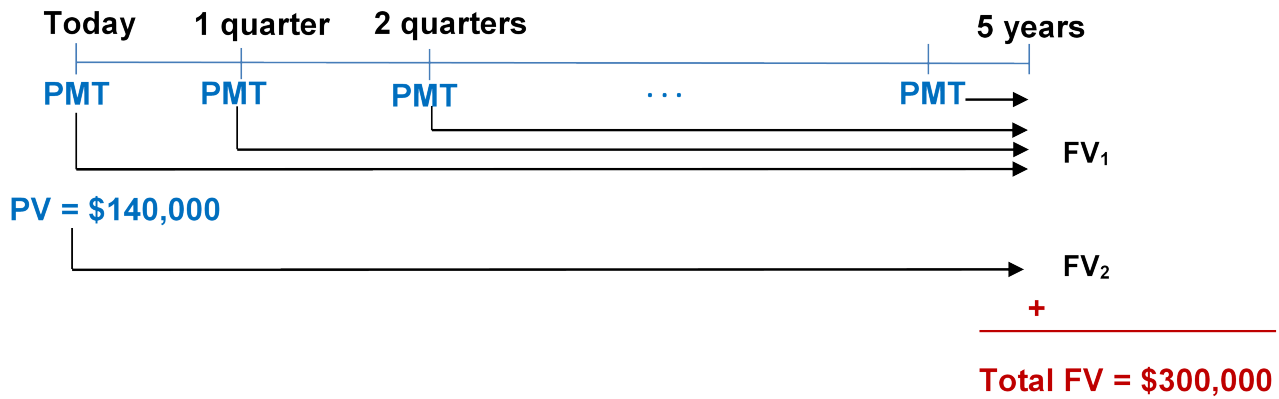 Today 1 quarter 2 quarters 5 years
PMT PMT PMT ... PMT
FV₁
PV = $140,000
FV₂
+
Total FV = $300,000